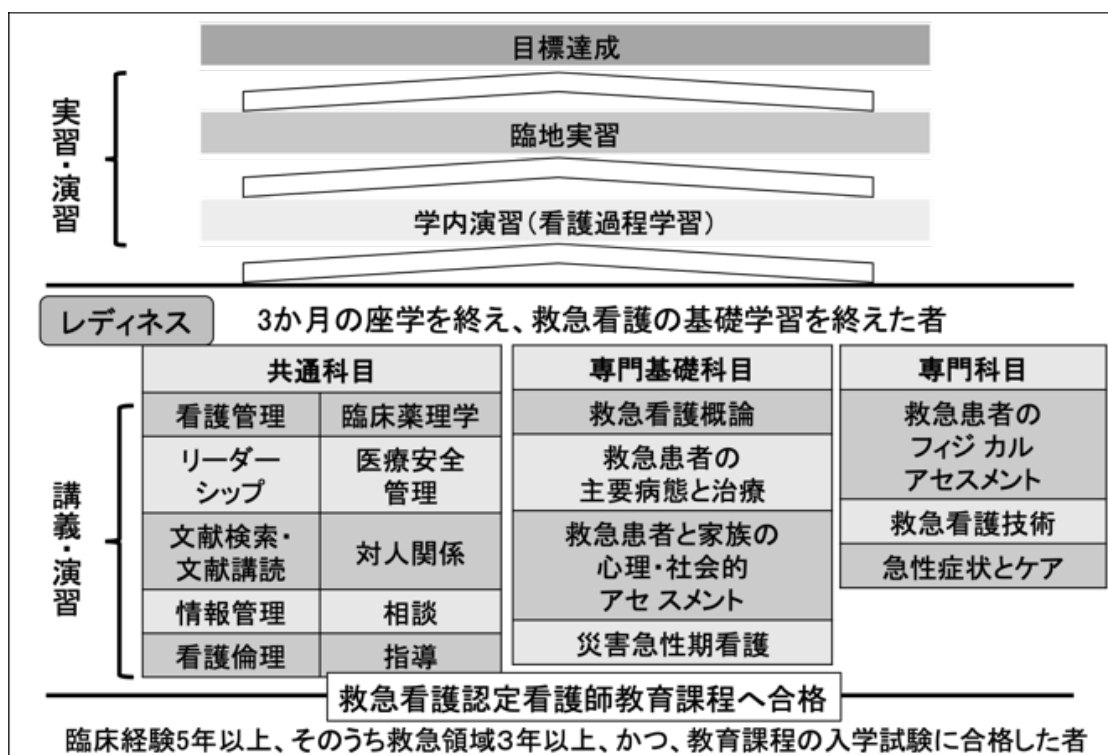 目標達成
実習・演習
臨地実習
学内演習（看護過程学習）
レディネス
3か月の座学を終え、救急看護の基礎学習を終えた者
講義・演習
共通科目
看護管理
臨床薬理学
リーダー
シップ
医療安全
管理
文献検索・
文献講読
対人関係
情報管理
相談
看護倫理
指導
専門基礎科目
救急看護概論
救急患者の
主要病態と治療
救急患者と家族の
心理・社会的
アセ スメント
災害急性期看護
専門科目
救急患者の
フィジ カル
アセスメント
救急看護技術
急性症状とケア
救急看護認定看護師教育課程へ合格
臨床経験5年以上、そのうち救急領域３年以上、かつ、教育課程の入学試験に合格した者